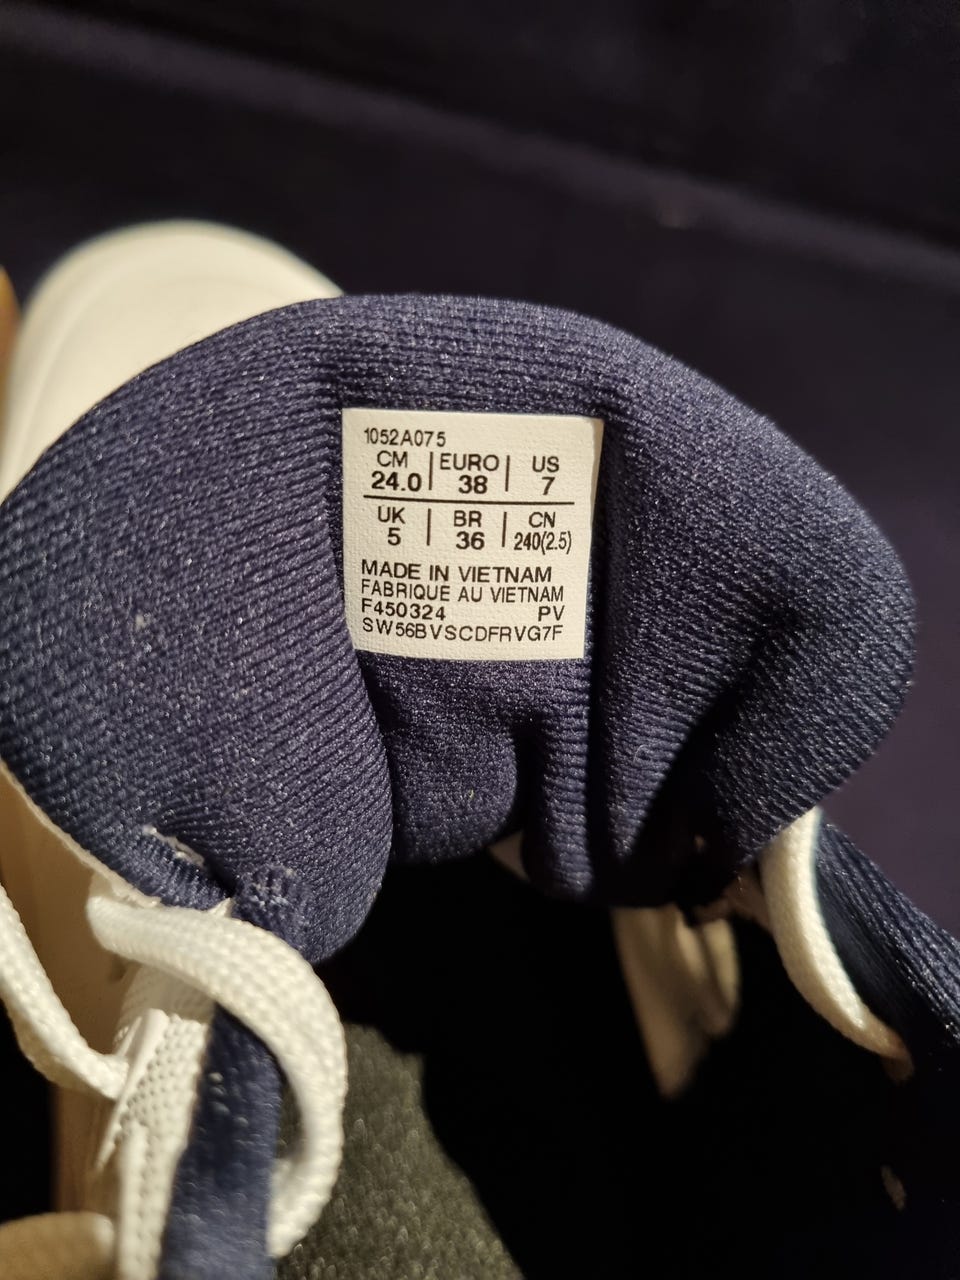 1052A075
CM | EURO | US
24.0 | 38 | 7
UK | BR | CN
5 | 36 | 240(2.5)
MADE IN VIETNAM
FABRIQUE AU VIETNAM
F450324 PV
SW56BVSCDFRVG7F